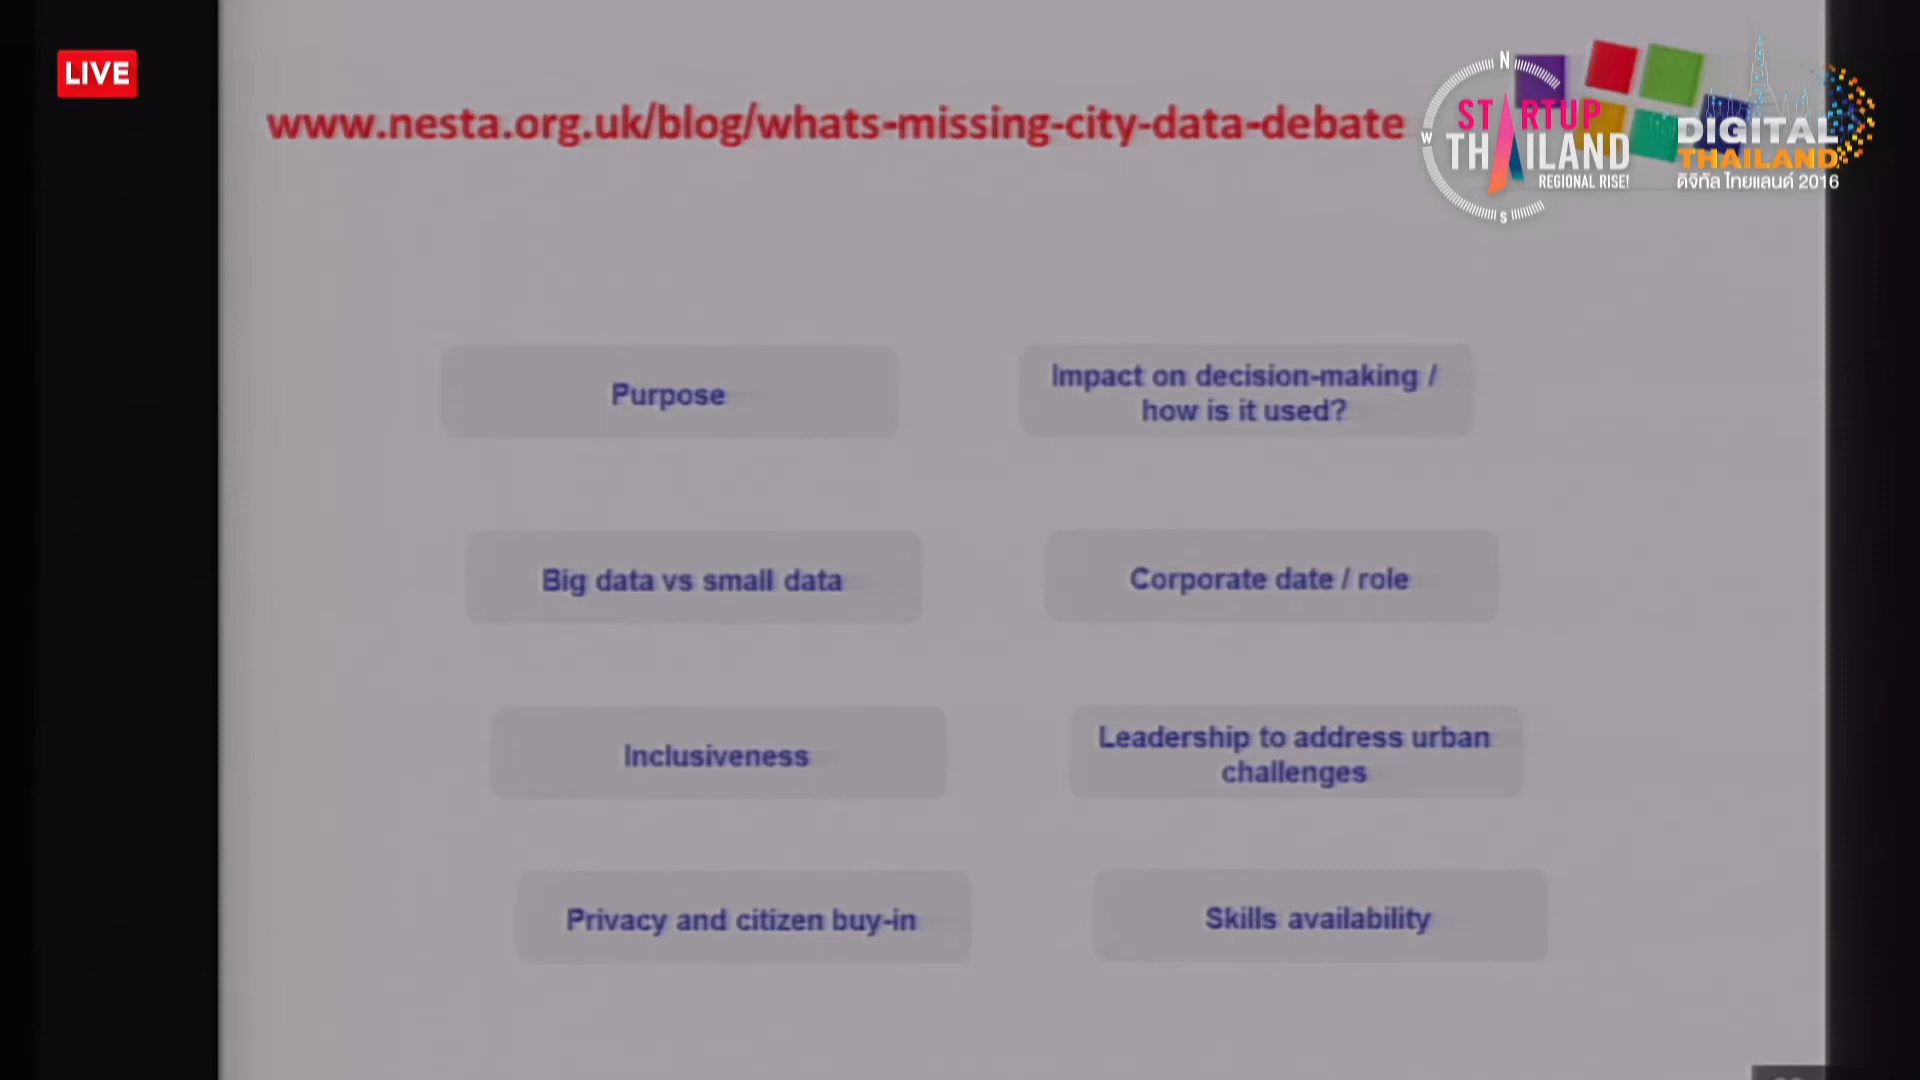 LIVE
www.nesta.org.uk/blog/whats-missing-city-data-debate
N
W
S
STARTUP
THAILAND
REGIONAL RISE!
DIGITAL
THAILAND
ดิจิทัล ไทยแลนด์ 2016
Purpose
Impact on decision-making /
how is it used?
Big data vs small data
Corporate date / role
Inclusiveness
Leadership to address urban
challenges
Privacy and citizen buy-in
Skills availability